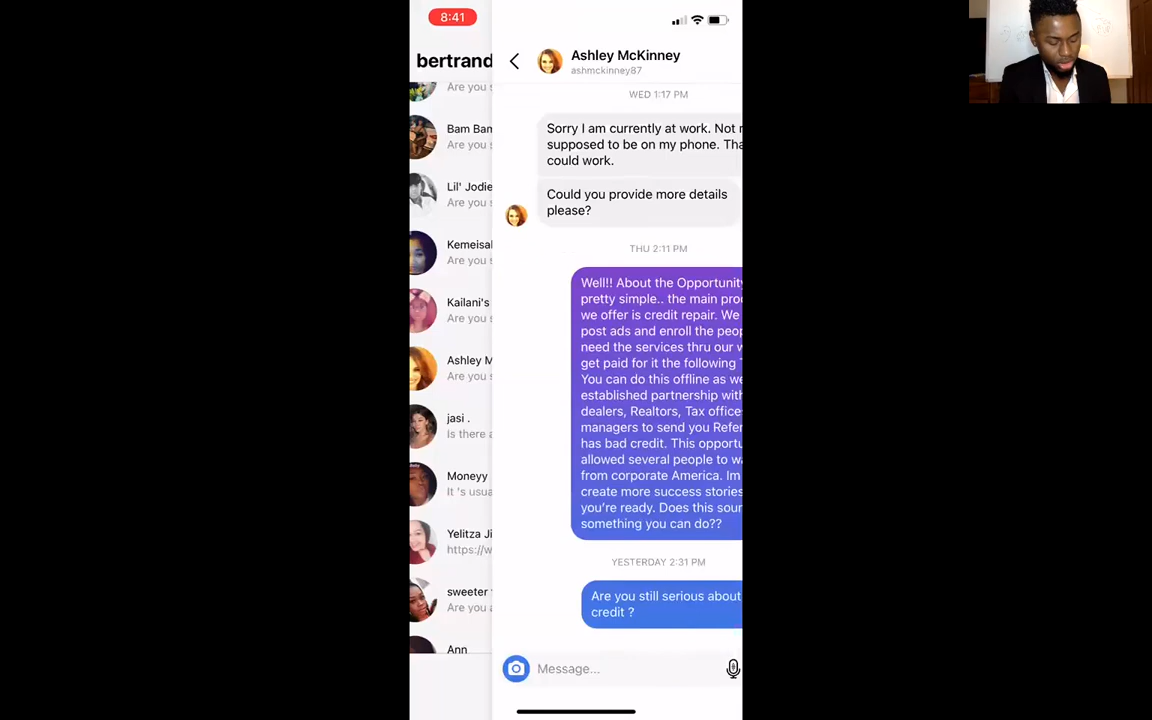 8:41
bertrand
Are you s
Bam Bam
Are you s
Lil' Jodie
Are you s
Kemeisah
Are you s
Kailani's
Are you s
Ashley M
Are you s
jasi .
Is there a
Moneyy
It 's usua
Yelitza Ji
https://w
sweeter
Are you a
Ann
Ashley McKinney
ashmckinney87
WED 1:17 PM
Sorry I am currently at work. Not
supposed to be on my phone. Tha
could work.
Could you provide more details
please?
THU 2:11 PM
Well!! About the Opportunity
pretty simple.. the main prod
we offer is credit repair. We
post ads and enroll the peop
need the services thru our w
get paid for it the following
You can do this offline as we
established partnership with
dealers, Realtors, Tax office
managers to send you Refer
has bad credit. This opportu
allowed several people to wa
from corporate America. Im
create more success stories
you're ready. Does this soun
something you can do??
YESTERDAY 2:31 PM
Are you still serious about
credit ?
Message...